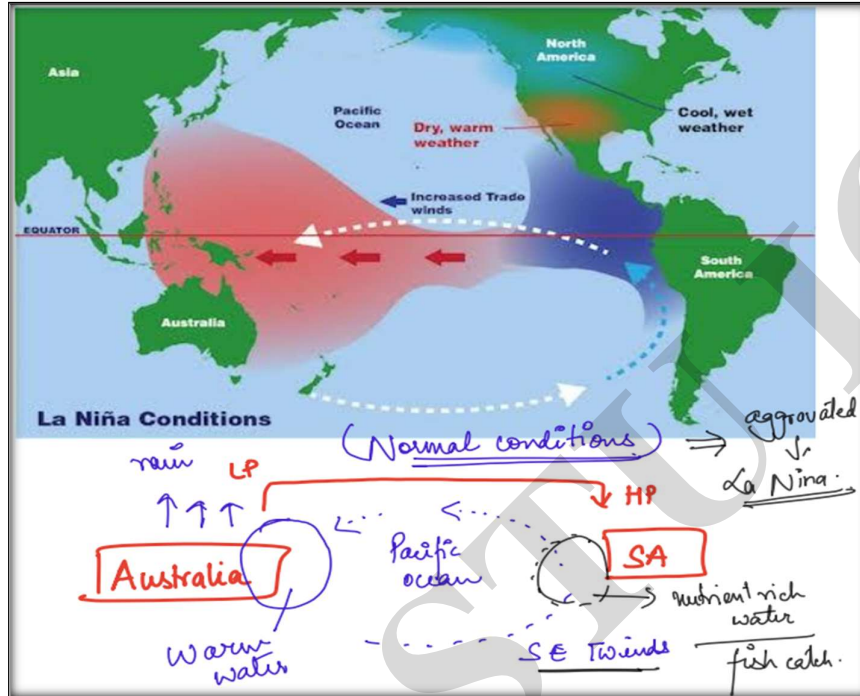 North
America
Asia
Pacific
Ocean
Cool, wet
weather
Dry, warm
weather
Increased Trade
winds
EQUATOR
South
America
Australia
La Niña Conditions
(Normal conditions) ⇒ aggrovated
La Nina.
rain
LP
HP
Australia
Pacific
ocean
SA
nutrient rich
water
fish catch.
Warm
water
SE Twinds
STUJ